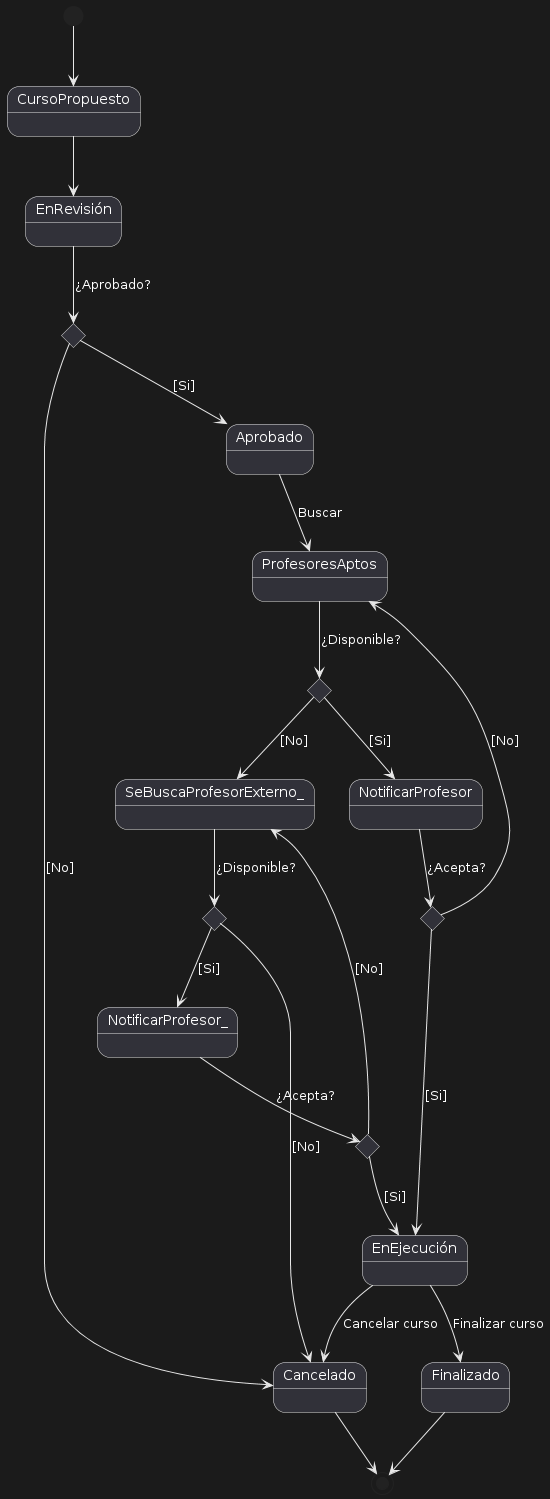 CursoPropuesto
EnRevisión
¿Aprobado?
[Si]
Aprobado
Buscar
ProfesoresAptos
¿Disponible?
[No]
[Si]
[No]
SeBuscaProfesorExterno_
NotificarProfesor
[No]
¿Disponible?
¿Acepta?
[Si]
[No]
NotificarProfesor_
¿Acepta?
[Si]
[No]
[Si]
EnEjecución
Cancelar curso
Finalizar curso
Cancelado
Finalizado